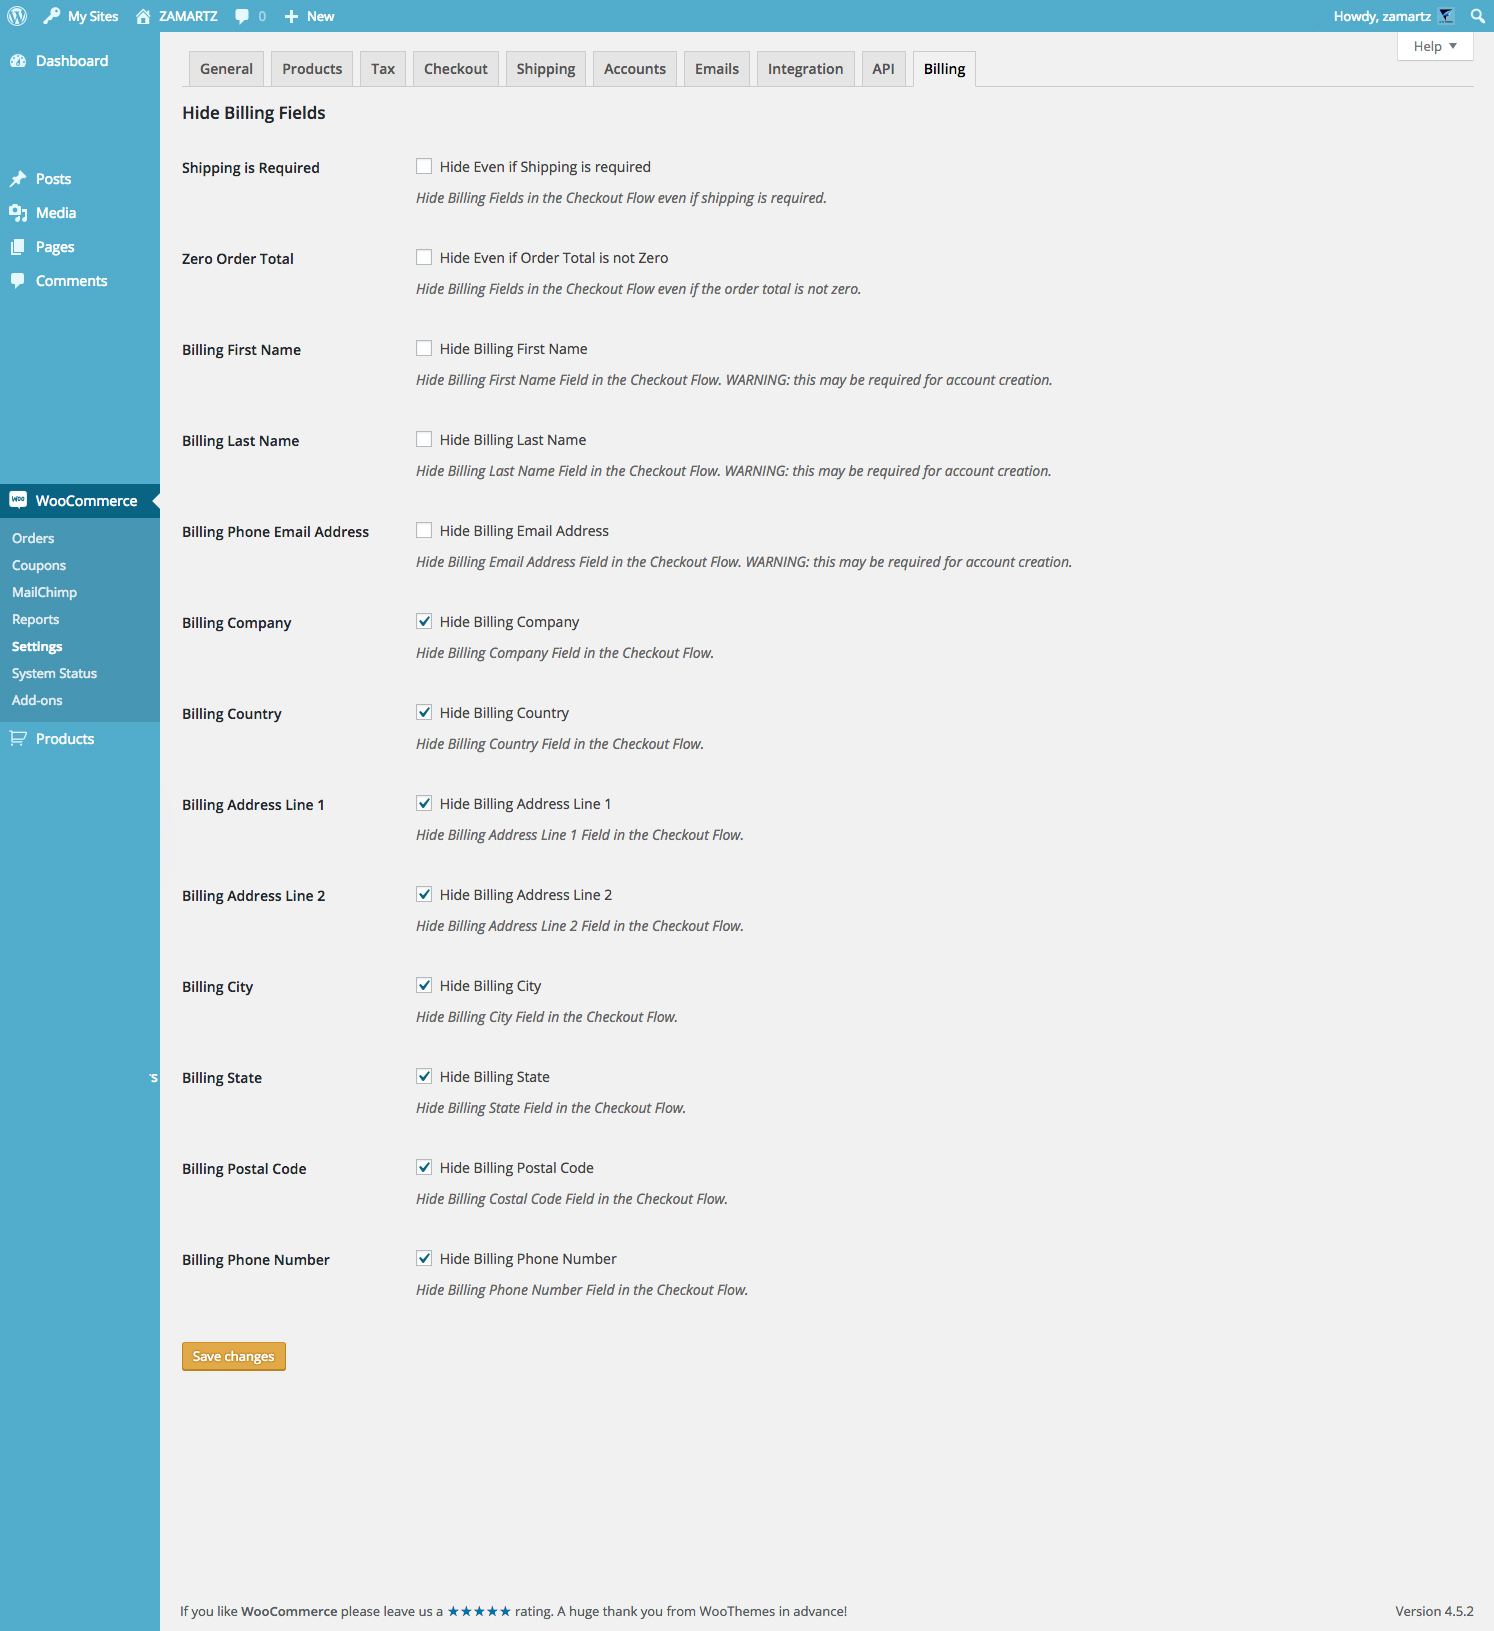 My Sites ZAMARTZ 0 New Howdy, zamartz
Help
Dashboard
Posts
Media
Pages
Comments
WooCommerce
Orders
Coupons
MailChimp
Reports
Settings
System Status
Add-ons
Products
's
General Products Tax Checkout Shipping Accounts Emails Integration API Billing
Hide Billing Fields
Shipping is Required Hide Even if Shipping is required
Hide Billing Fields in the Checkout Flow even if shipping is required.
Zero Order Total Hide Even if Order Total is not Zero
Hide Billing Fields in the Checkout Flow even if the order total is not zero.
Billing First Name Hide Billing First Name
Hide Billing First Name Field in the Checkout Flow. WARNING: this may be required for account creation.
Billing Last Name Hide Billing Last Name
Hide Billing Last Name Field in the Checkout Flow. WARNING: this may be required for account creation.
Billing Phone Email Address Hide Billing Email Address
Hide Billing Email Address Field in the Checkout Flow. WARNING: this may be required for account creation.
Billing Company Hide Billing Company
Hide Billing Company Field in the Checkout Flow.
Billing Country Hide Billing Country
Hide Billing Country Field in the Checkout Flow.
Billing Address Line 1 Hide Billing Address Line 1
Hide Billing Address Line 1 Field in the Checkout Flow.
Billing Address Line 2 Hide Billing Address Line 2
Hide Billing Address Line 2 Field in the Checkout Flow.
Billing City Hide Billing City
Hide Billing City Field in the Checkout Flow.
Billing State Hide Billing State
Hide Billing State Field in the Checkout Flow.
Billing Postal Code Hide Billing Postal Code
Hide Billing Costal Code Field in the Checkout Flow.
Billing Phone Number Hide Billing Phone Number
Hide Billing Phone Number Field in the Checkout Flow.
Save changes
If you like WooCommerce please leave us a ★★★★★ rating. A huge thank you from WooThemes in advance! Version 4.5.2